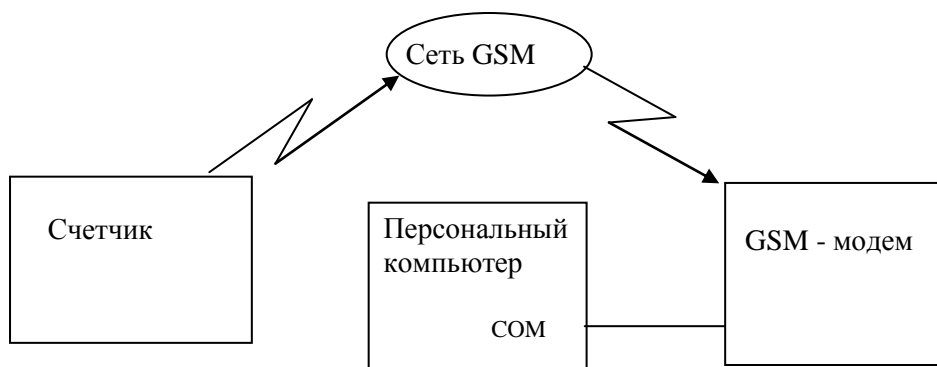 Сеть GSM
Счетчик
Персональный
компьютер
COM
GSM - модем